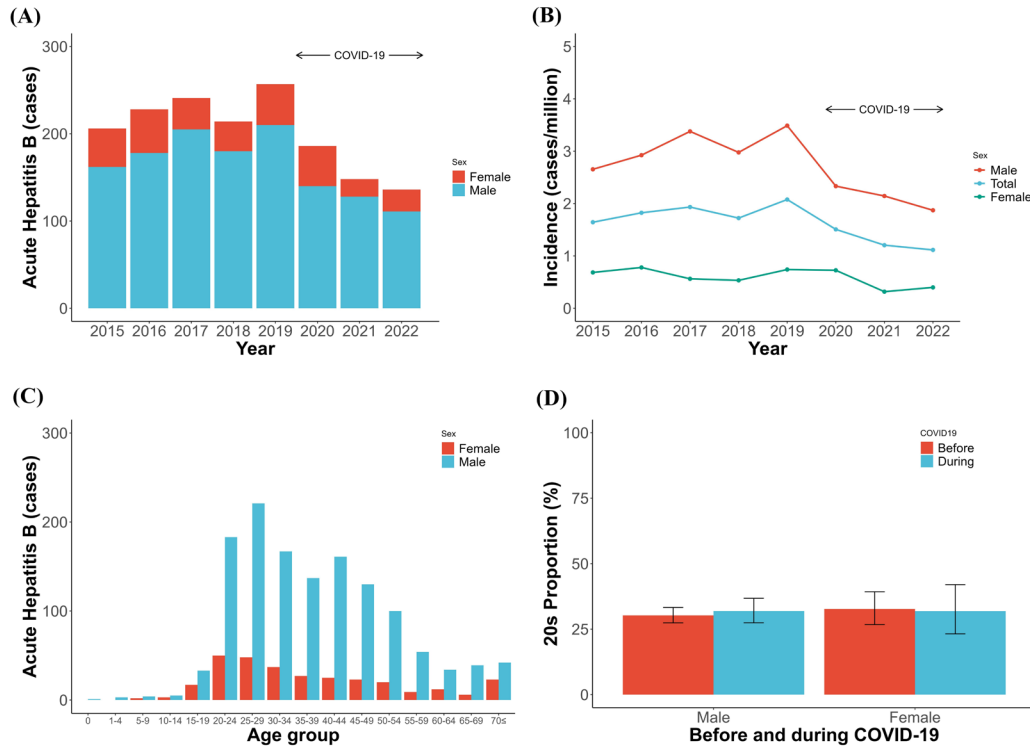 (A)
300
200
100
0
Acute Hepatitis B (cases)
COVID-19
Sex
Female
Male
2015 2016 2017 2018 2019 2020 2021 2022
Year
(B)
5
4
3
2
1
0
Incidence (cases/million)
COVID-19
Sex
Male
Total
Female
2015 2016 2017 2018 2019 2020 2021 2022
Year
(C)
300
200
100
0
Acute Hepatitis B (cases)
Sex
Female
Male
0 1-4 5-9 10-14 15-19 20-24 25-29 30-34 35-39 40-44 45-49 50-54 55-59 60-64 65-69 70s
Age group
(D)
100
75
50
25
0
20s Proportion (%)
COVID19
Before
During
Male Female
Before and during COVID-19